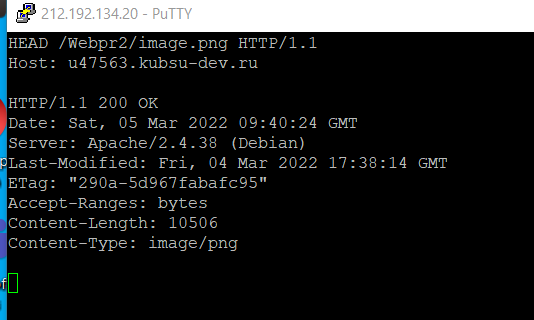 212.192.134.20 - PuTTY
HEAD /Webpr2/image.png HTTP/1.1
Host: u47563.kubsu-dev.ru
HTTP/1.1 200 OK
Date: Sat, 05 Mar 2022 09:40:24 GMT
Server: Apache/2.4.38 (Debian)
Last-Modified: Fri, 04 Mar 2022 17:38:14 GMT
ETag: "290a-5d967fabafc95"
Accept-Ranges: bytes
Content-Length: 10506
Content-Type: image/png